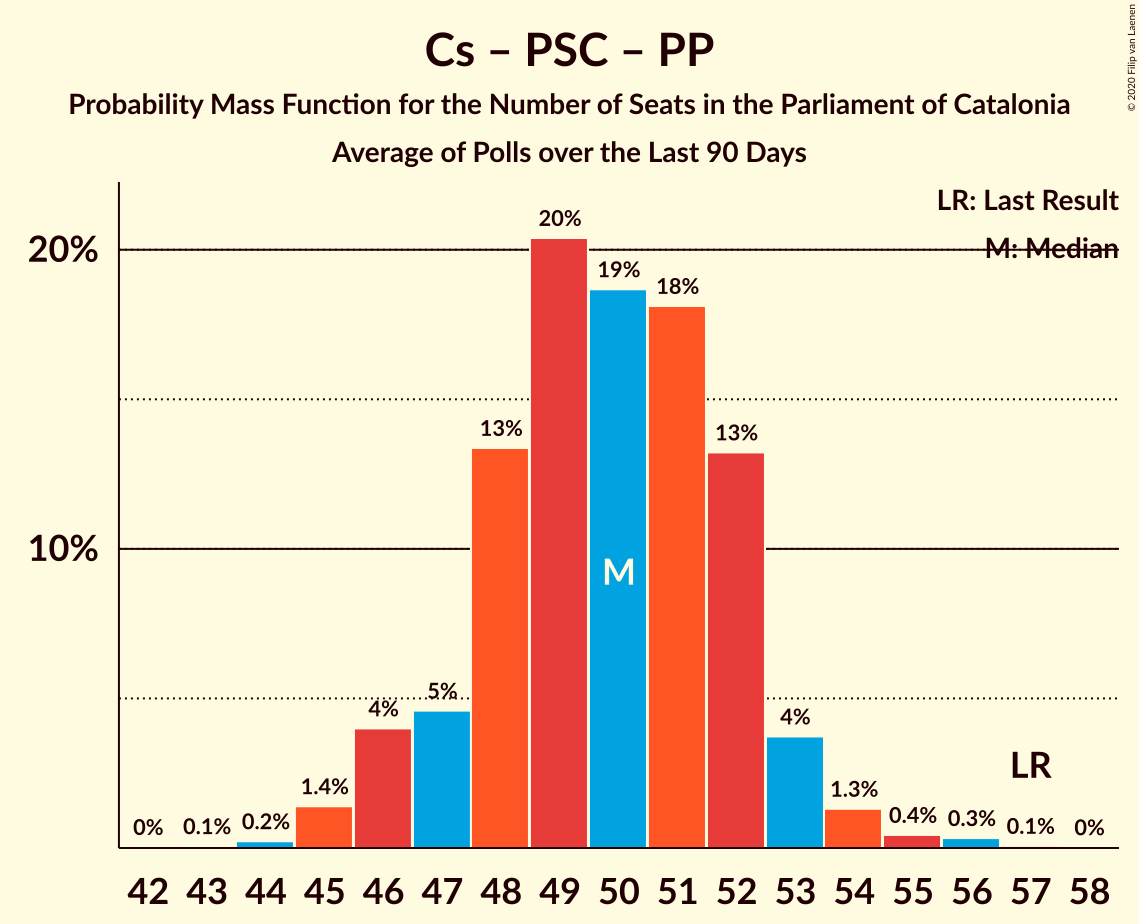 Cs – PSC – PP
Probability Mass Function for the Number of Seats in the Parliament of Catalonia
Average of Polls over the Last 90 Days
© 2020 Filip van Laenen
LR: Last Result
M: Median
20%
10%
0%
0.1%
0.2%
1.4%
4%
5%
13%
20%
19%
18%
13%
4%
1.3%
0.4%
0.3%
0.1%
0%
M
LR
42 43 44 45 46 47 48 49 50 51 52 53 54 55 56 57 58